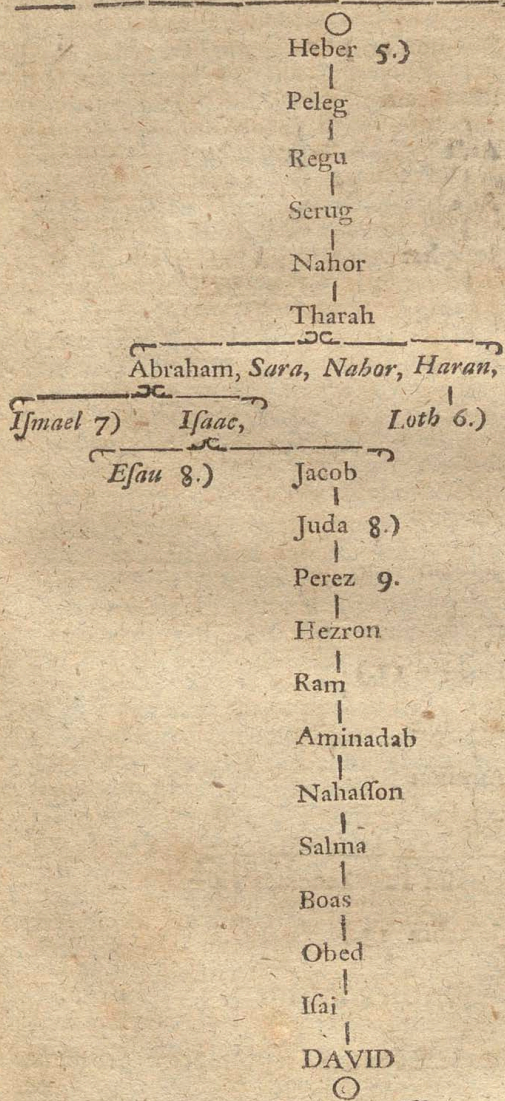 Heber 5.)
Peleg
Regu
Serug
Nahor
Tharah
Abraham, Sara, Nahor, Haran,
Iſmael 7) Iſaac, Loth 6.)
Eſau 8.) Jacob
Juda 8.)
Perez 9.
Hezron
Ram
Aminadab
Nahaſſon
Salma
Boas
Obed
Iſai
DAVID